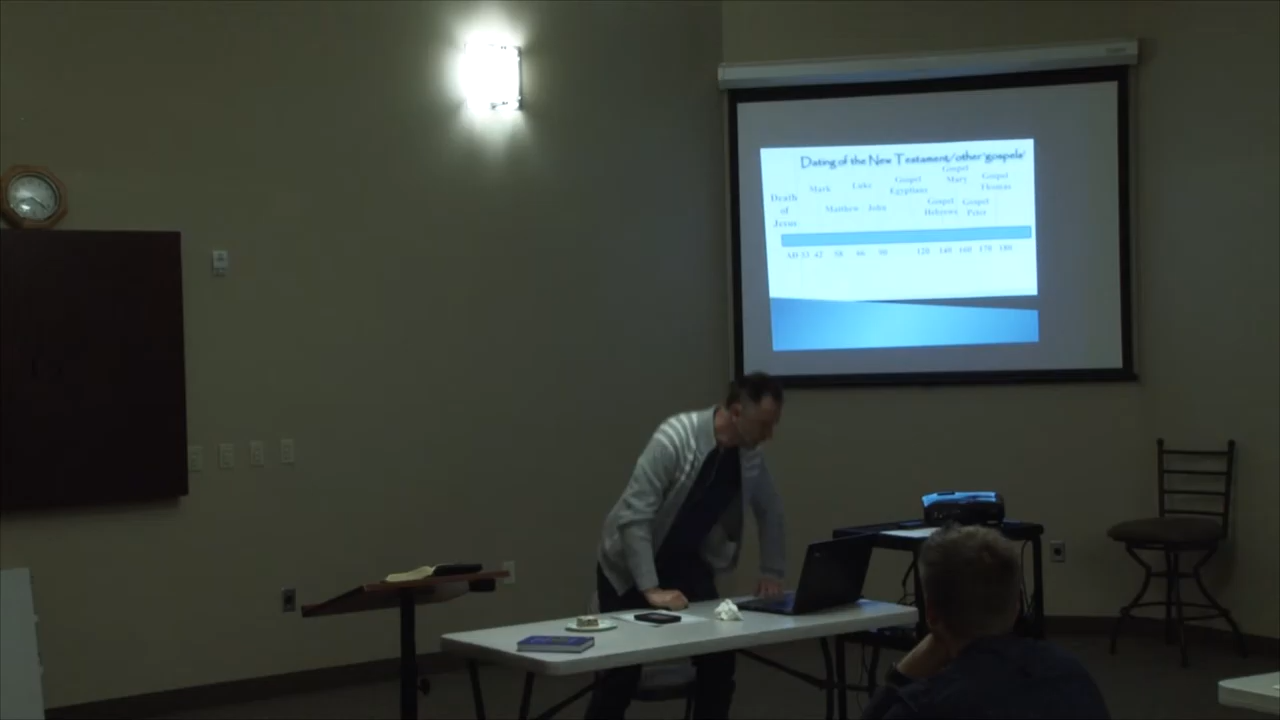 Dating of the New Testament/other 'gospels'
Gospel
Mary
Mark
Luke
Gospel
Egyptians
Gospel
Thomas
Death
of
Jesus
Matthew
John
Gospel
Hebrews
Gospel
Peter
AD 33 42 58 66 90 120 140 160 170 180